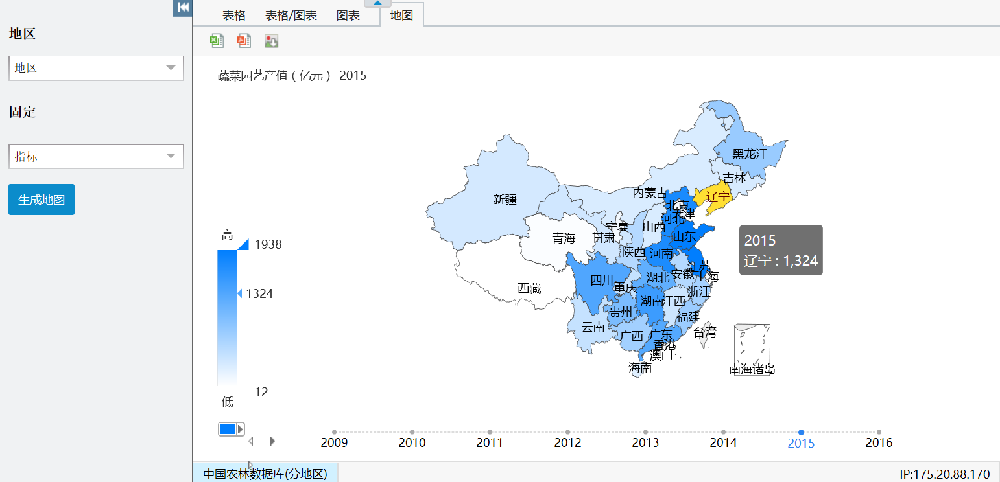 表格 表格/图表 图表 地图
地区
地区
固定
指标
生成地图
蔬菜园艺产值（亿元）-2015
高
1938
1324
12
低
黑龙江
吉林
辽宁
内蒙古
新疆
北京
天津
河北
山西
宁夏
山东
青海
甘肃
陕西
河南
江苏
安徽
上海
湖北
四川
重庆
西藏
浙江
湖南
江西
贵州
福建
云南
广西
广东
台湾
香港
澳门
海南
南海诸岛
2015
辽宁 : 1,324
2009 2010 2011 2012 2013 2014 2015 2016
中国农林数据库(分地区)
IP:175.20.88.170